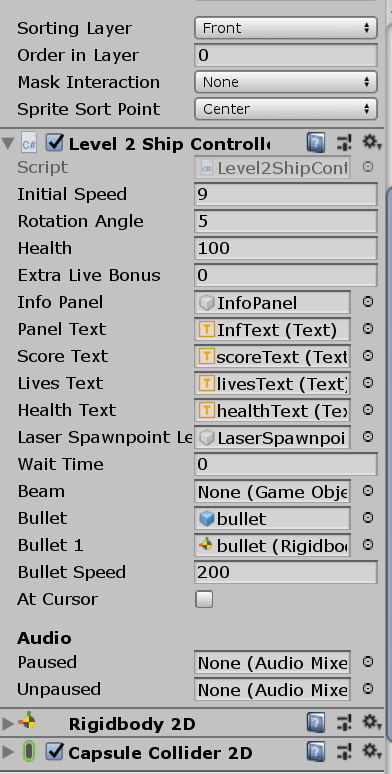 Sorting Layer Front
Order in Layer 0
Mask Interaction None
Sprite Sort Point Center
C# Level 2 Ship Controlle
Script Level2ShipCont
Initial Speed 9
Rotation Angle 5
Health 100
Extra Live Bonus 0
Info Panel InfoPanel
Panel Text InfText (Text)
Score Text scoreText (Text
Lives Text livesText (Text)
Health Text healthText (Tex
Laser Spawnpoint Le LaserSpawnpoi
Wait Time 0
Beam None (Game Obje
Bullet bullet
Bullet 1 bullet (Rigidbod
Bullet Speed 200
At Cursor
Audio
Paused None (Audio Mixe
Unpaused None (Audio Mixe
Rigidbody 2D
Capsule Collider 2D